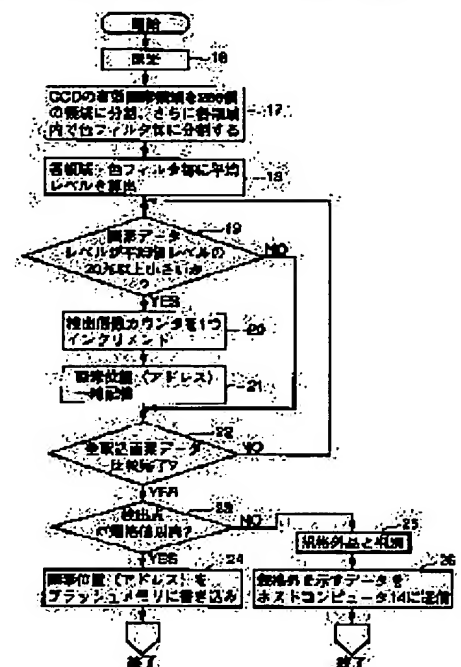 開始
露光 16
CCDの有効画素領域を256個
の領域に分割、さらに各領域
内で色フィルタ毎に分割する 17
各領域、色フィルタ毎に平均
レベルを算出 18
画素データ 19
レベルが平均値レベルの
20%以上小さいか
?
NO
YES
検出個数カウンタを1つ
インクリメント 20
画素位置(アドレス)
一時記憶 21
全取込画素データ 22
比較完了?
NO
YES
検出点 23
が規格値以内?
NO
YES
24
画素位置(アドレス)を
フラッシュメモリに書き込み
25
規格外品と判断
26
規格外を示すデータを
ホストコンピュータ14に送信
終了
終了